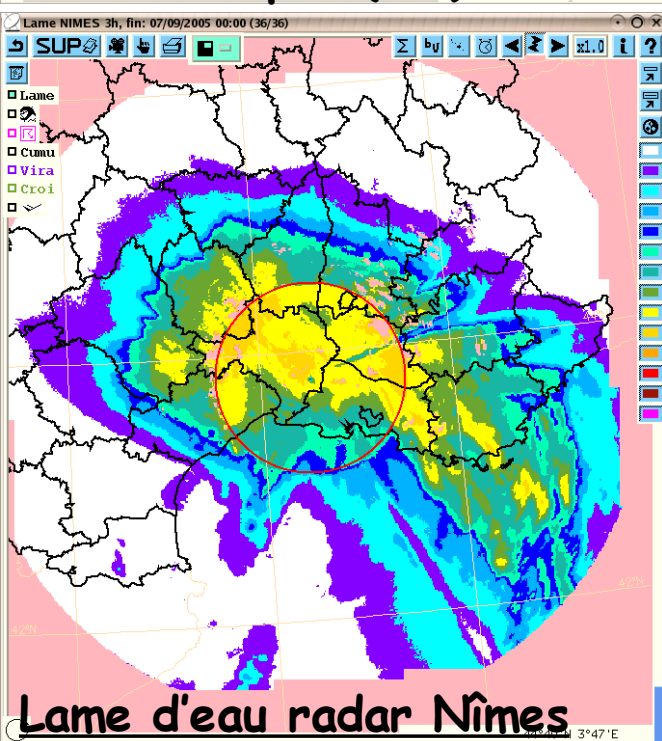 Lame NIMES 3h, fin: 07/09/2005 00:00 (36/36)
SUP Σ bv x1.0 i ?
Lame
Cumu
Vira
Croi
42°N
42°N
Lame d'eau radar Nîmes
3°47'E